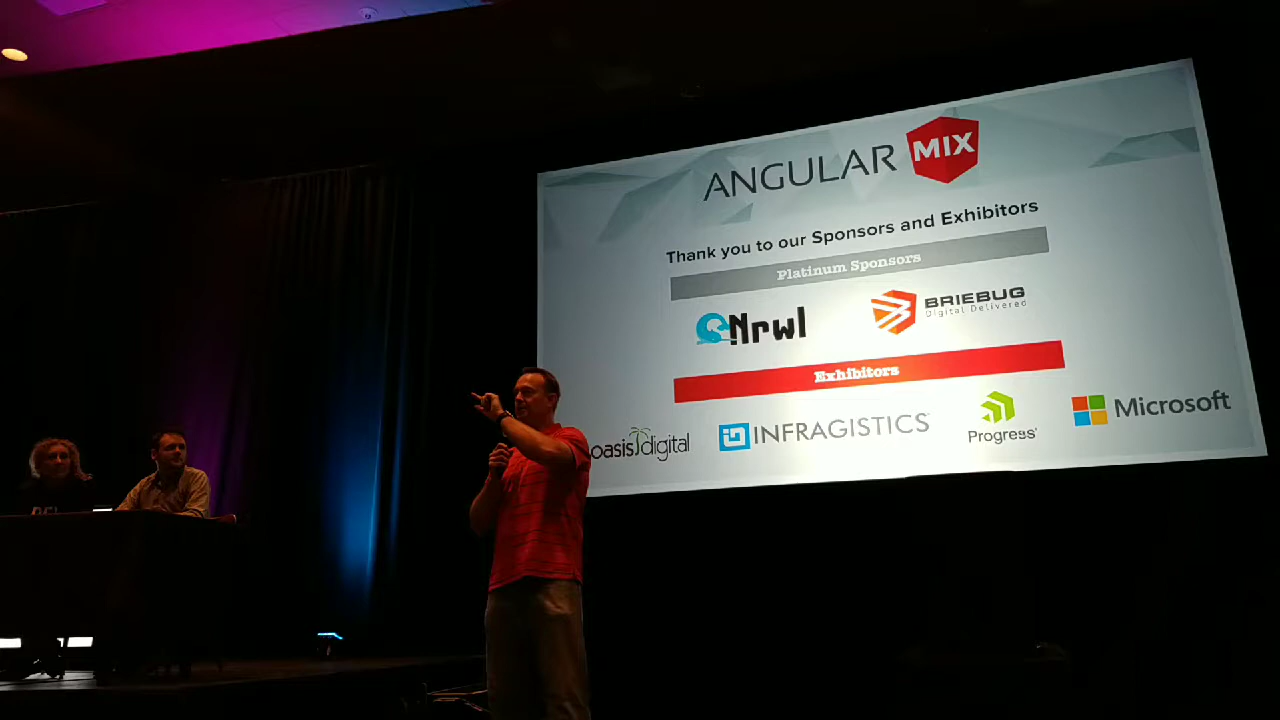 ANGULAR MIX
Thank you to our Sponsors and Exhibitors
Platinum Sponsors
Nrwl
BRIEBUG
Digital Delivered
Exhibitors
oasis digital
INFRAGISTICS
Progress
Microsoft